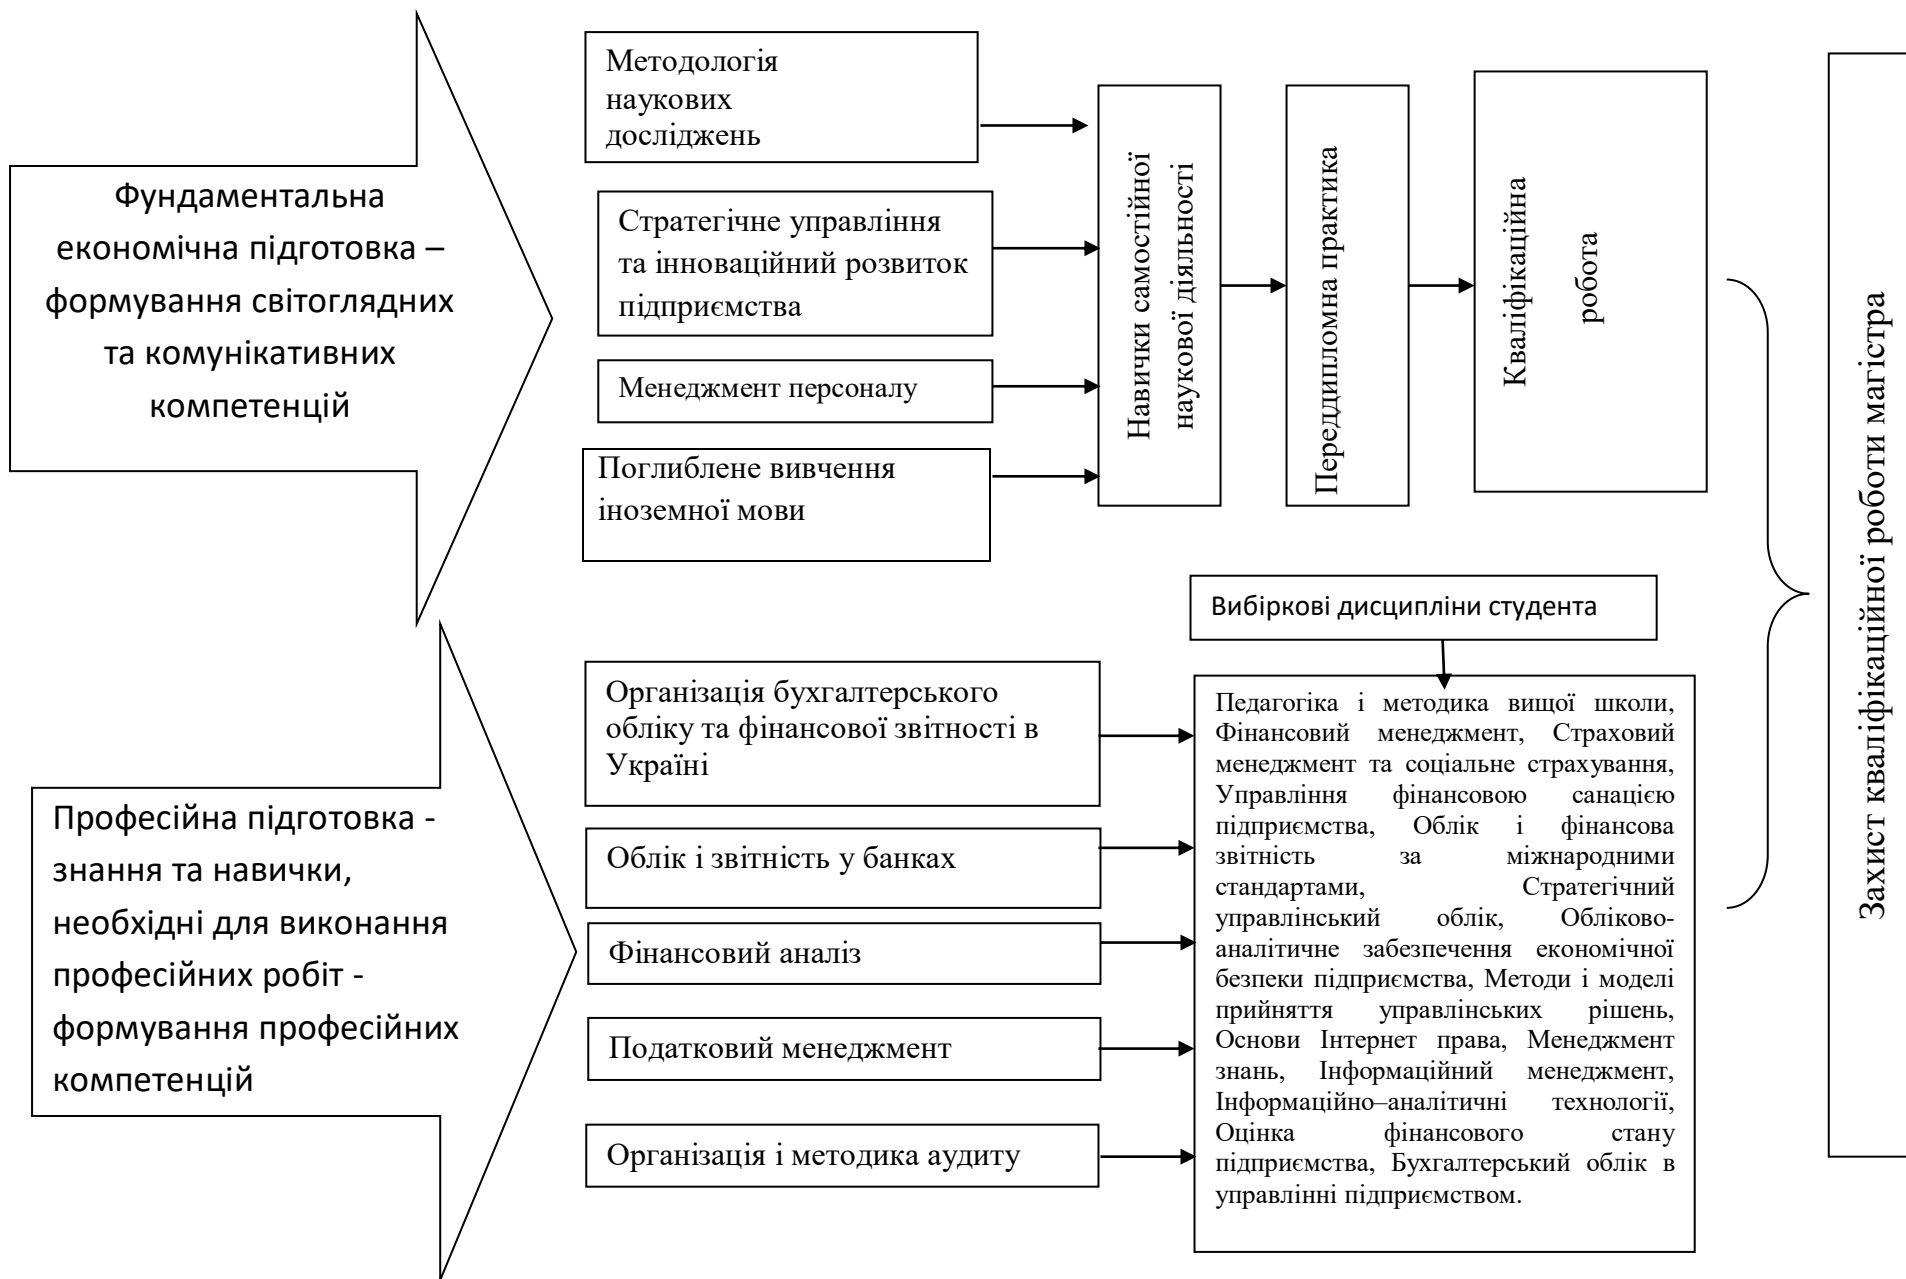 Фундаментальна
економічна підготовка –
формування світоглядних
та комунікативних
компетенцій
Методологія
наукових
досліджень
Стратегічне управління
та інноваційний розвиток
підприємства
Менеджмент персоналу
Поглиблене вивчення
іноземної мови
Навички самостійної
наукової діяльності
Переддипломна практика
Кваліфікаційна
робота
Захист кваліфікаційної роботи магістра
Професійна підготовка -
знання та навички,
необхідні для виконання
професійних робіт -
формування професійних
компетенцій
Організація бухгалтерського
обліку та фінансової звітності в
Україні
Облік і звітність у банках
Фінансовий аналіз
Податковий менеджмент
Організація і методика аудиту
Вибіркові дисципліни студента
Педагогіка і методика вищої школи,
Фінансовий менеджмент, Страховий
менеджмент та соціальне страхування,
Управління фінансовою санацією
підприємства, Облік і фінансова
звітність за міжнародними
стандартами, Стратегічний
управлінський облік, Обліково-
аналітичне забезпечення економічної
безпеки підприємства, Методи і моделі
прийняття управлінських рішень,
Основи Інтернет права, Менеджмент
знань, Інформаційний менеджмент,
Інформаційно–аналітичні технології,
Оцінка фінансового стану
підприємства, Бухгалтерський облік в
управлінні підприємством.